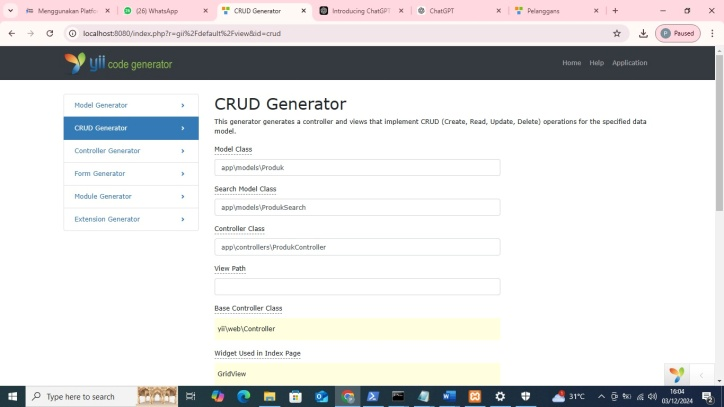 Menggunakan Platfo
(26) WhatsApp
CRUD Generator
Introducing ChatGPT
ChatGPT
Pelanggans
localhost:8080/index.php?r=gii%2Fdefault%2Fview&id=crud
P Paused
yii code generator
Home Help Application
Model Generator
CRUD Generator
Controller Generator
Form Generator
Module Generator
Extension Generator
CRUD Generator
This generator generates a controller and views that implement CRUD (Create, Read, Update, Delete) operations for the specified data
model.
Model Class
app\models\Produk
Search Model Class
app\models\ProdukSearch
Controller Class
app\controllers\ProdukController
View Path
Base Controller Class
yii\web\Controller
Widget Used in Index Page
GridView
Type here to search
31°C
16:04
03/12/2024